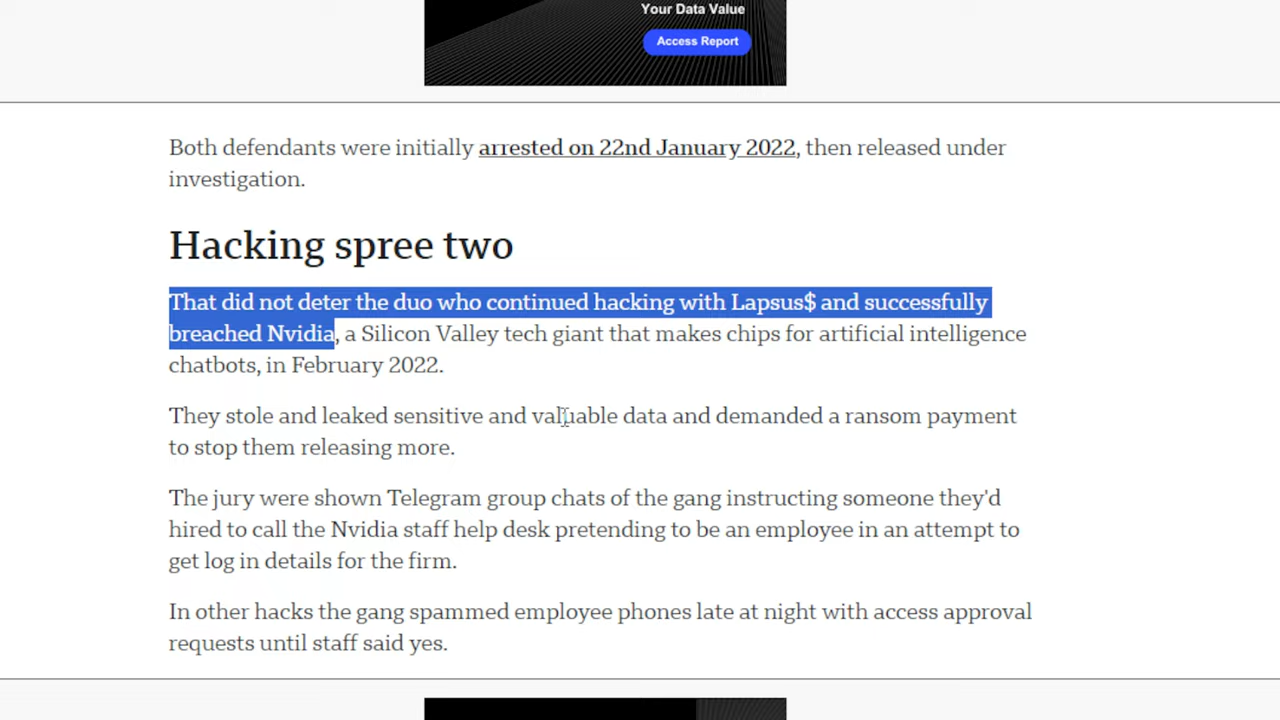 Your Data Value
Access Report
Both defendants were initially arrested on 22nd January 2022, then released under
investigation.
Hacking spree two
That did not deter the duo who continued hacking with Lapsus$ and successfully
breached Nvidia, a Silicon Valley tech giant that makes chips for artificial intelligence
chatbots, in February 2022.
They stole and leaked sensitive and valuable data and demanded a ransom payment
to stop them releasing more.
The jury were shown Telegram group chats of the gang instructing someone they'd
hired to call the Nvidia staff help desk pretending to be an employee in an attempt to
get log in details for the firm.
In other hacks the gang spammed employee phones late at night with access approval
requests until staff said yes.